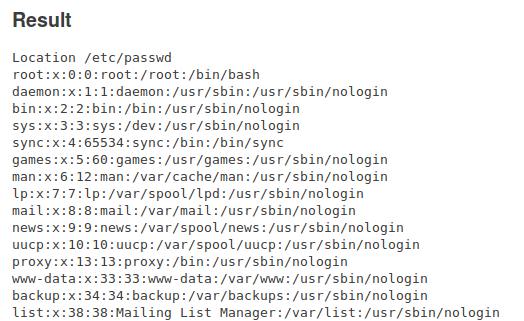 Result
Location /etc/passwd
root:x:0:0:root:/root:/bin/bash
daemon:x:1:1:daemon:/usr/sbin:/usr/sbin/nologin
bin:x:2:2:bin:/bin:/usr/sbin/nologin
sys:x:3:3:sys:/dev:/usr/sbin/nologin
sync:x:4:65534:sync:/bin:/bin/sync
games:x:5:60:games:/usr/games:/usr/sbin/nologin
man:x:6:12:man:/var/cache/man:/usr/sbin/nologin
lp:x:7:7:lp:/var/spool/lpd:/usr/sbin/nologin
mail:x:8:8:mail:/var/mail:/usr/sbin/nologin
news:x:9:9:news:/var/spool/news:/usr/sbin/nologin
uucp:x:10:10:uucp:/var/spool/uucp:/usr/sbin/nologin
proxy:x:13:13:proxy:/bin:/usr/sbin/nologin
www-data:x:33:33:www-data:/var/www:/usr/sbin/nologin
backup:x:34:34:backup:/var/backups:/usr/sbin/nologin
list:x:38:38:Mailing List Manager:/var/list:/usr/sbin/nologin